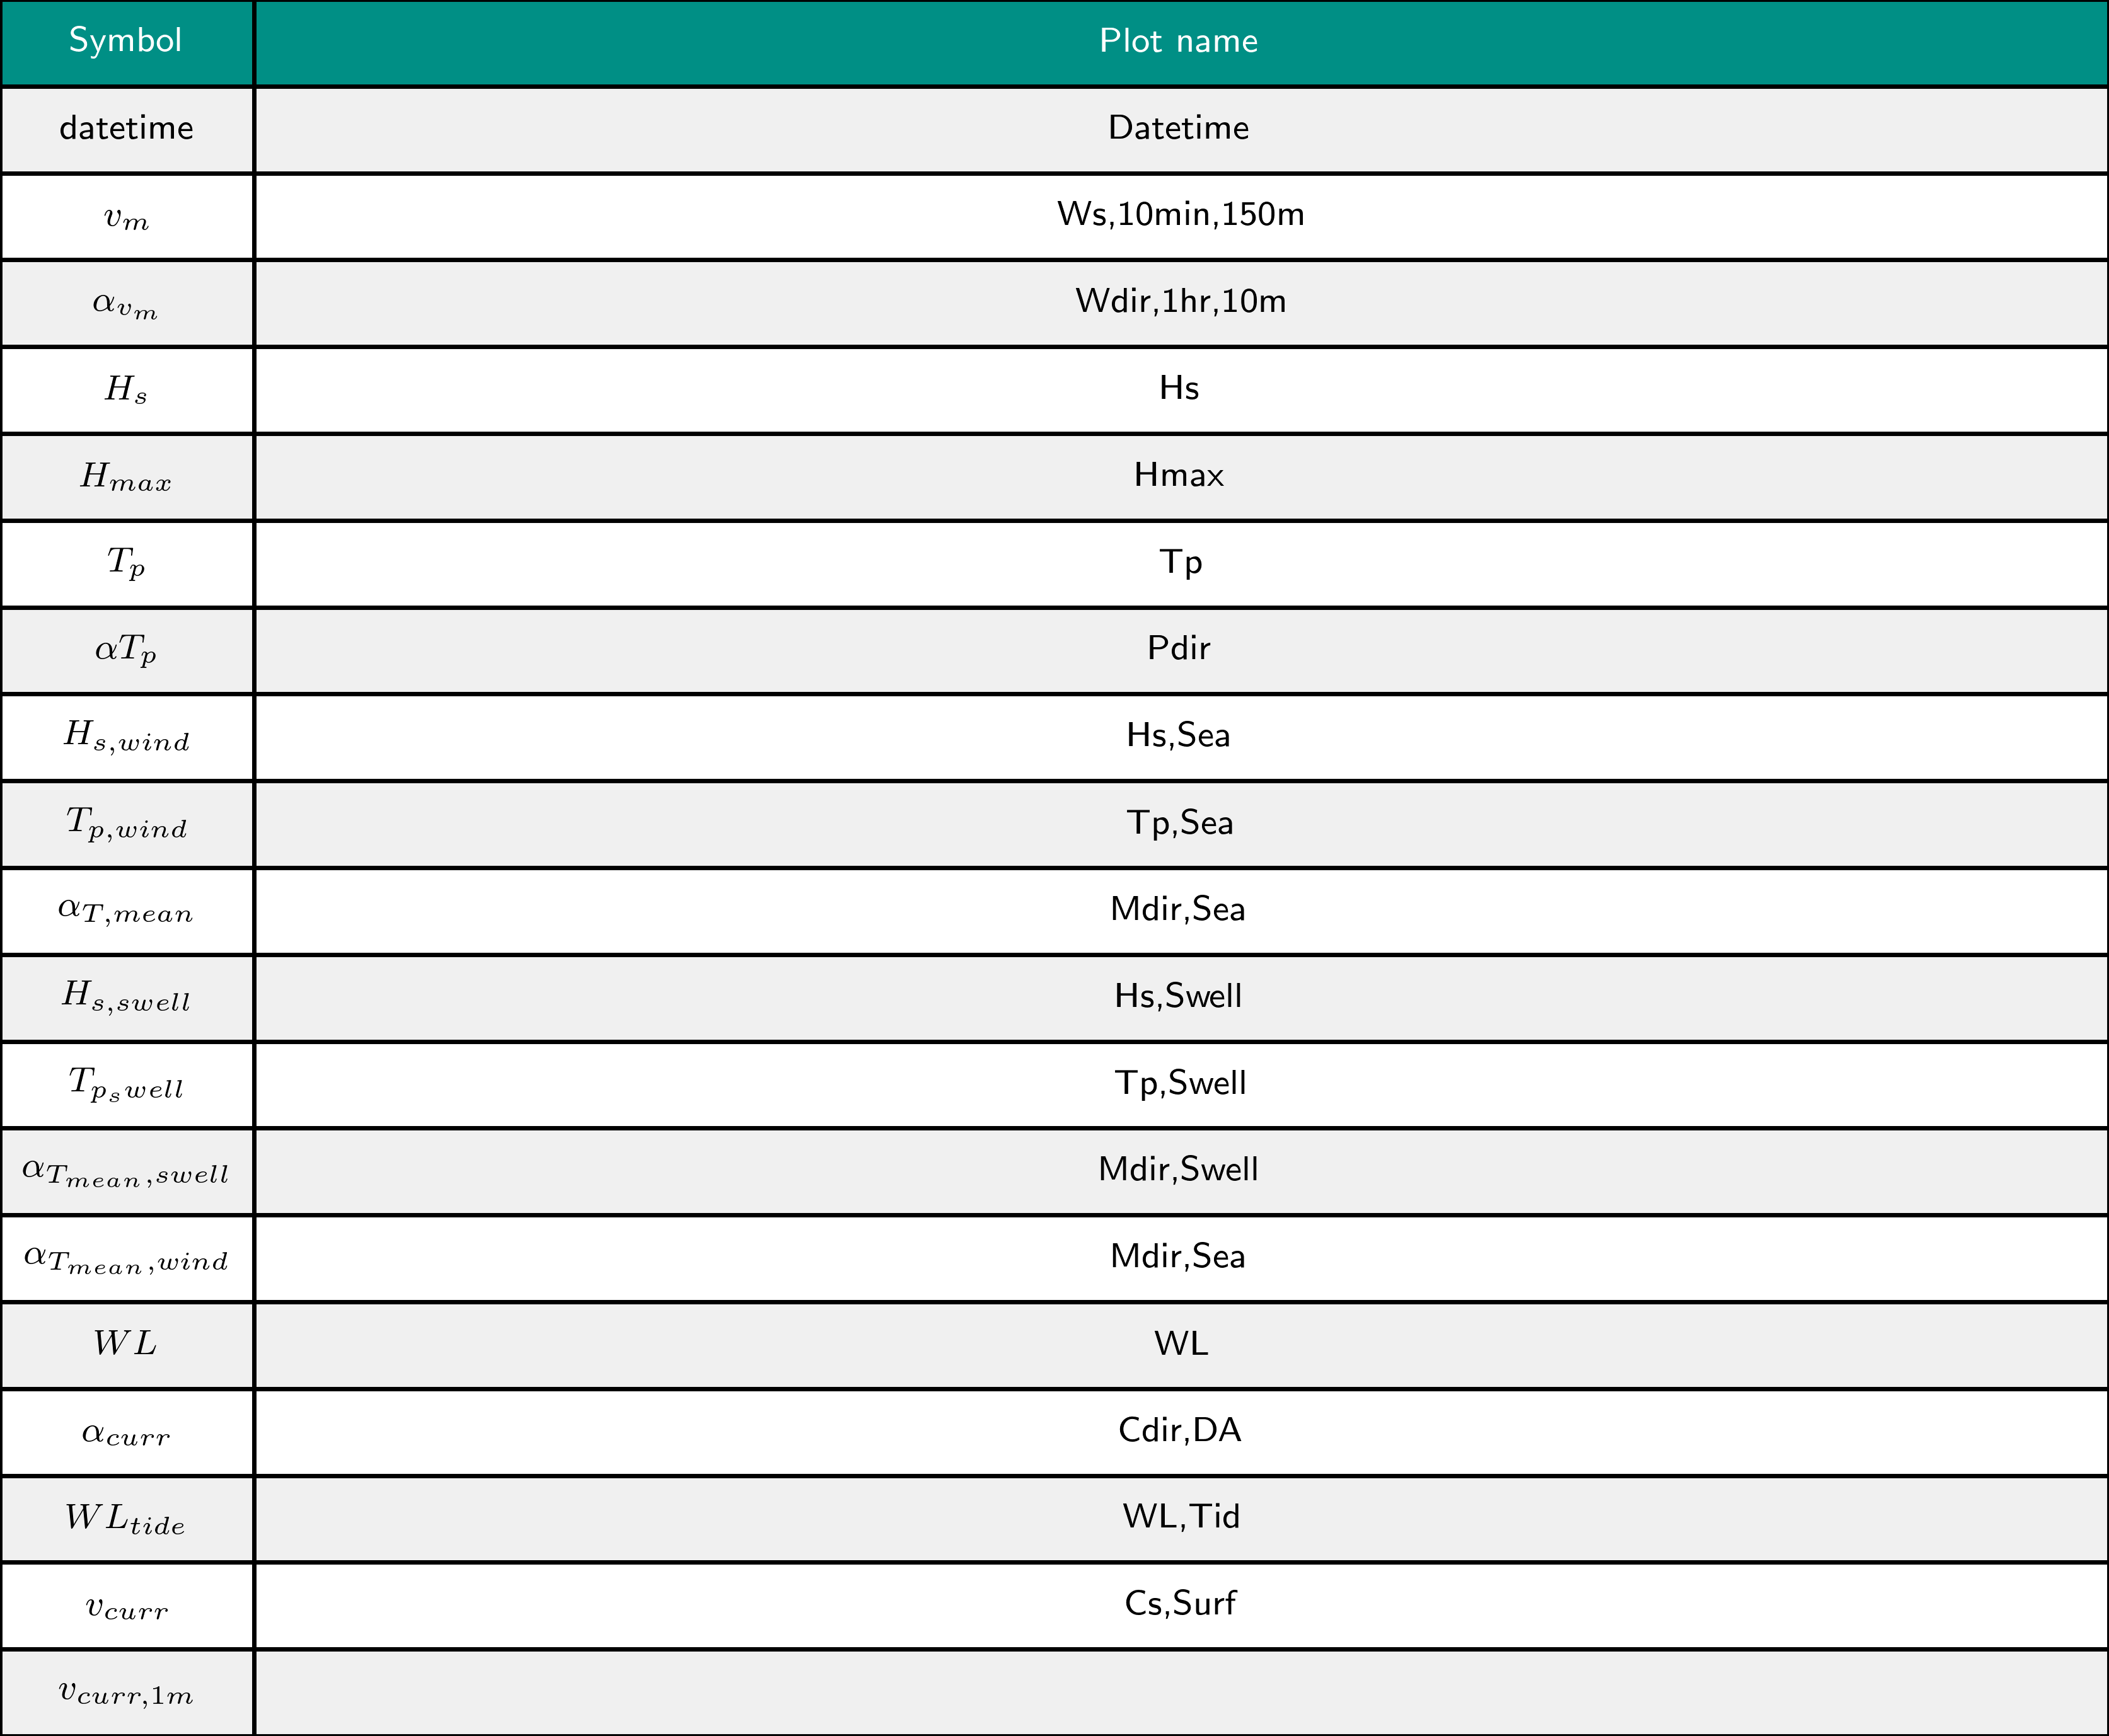 Symbol Plot name
datetime Datetime
$v_m$ Ws,10min,150m
$\alpha_{v_m}$ Wdir,1hr,10m
$H_s$ Hs
$H_{max}$ Hmax
$T_p$ Tp
$\alpha T_p$ Pdir
$H_{s,wind}$ Hs,Sea
$T_{p,wind}$ Tp,Sea
$\alpha_{T,mean}$ Mdir,Sea
$H_{s,swell}$ Hs,Swell
$T_{p_swell}$ Tp,Swell
$\alpha_{T_{mean},swell}$ Mdir,Swell
$\alpha_{T_{mean},wind}$ Mdir,Sea
$WL$ WL
$\alpha_{curr}$ Cdir,DA
$WL_{tide}$ WL,Tid
$v_{curr}$ Cs,Surf
$v_{curr,1m}$